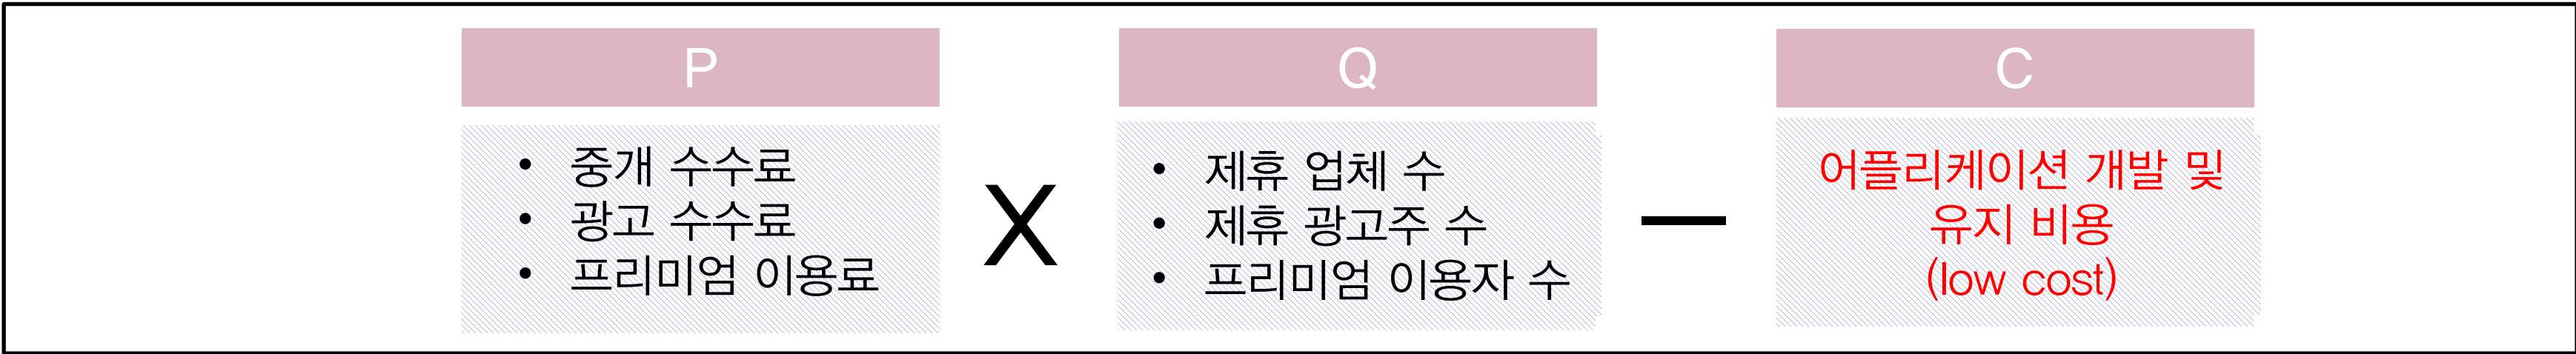 P
• 중개 수수료
• 광고 수수료
• 프리미엄 이용료
X
Q
• 제휴 업체 수
• 제휴 광고주 수
• 프리미엄 이용자 수
—
C
어플리케이션 개발 및
유지 비용
(low cost)